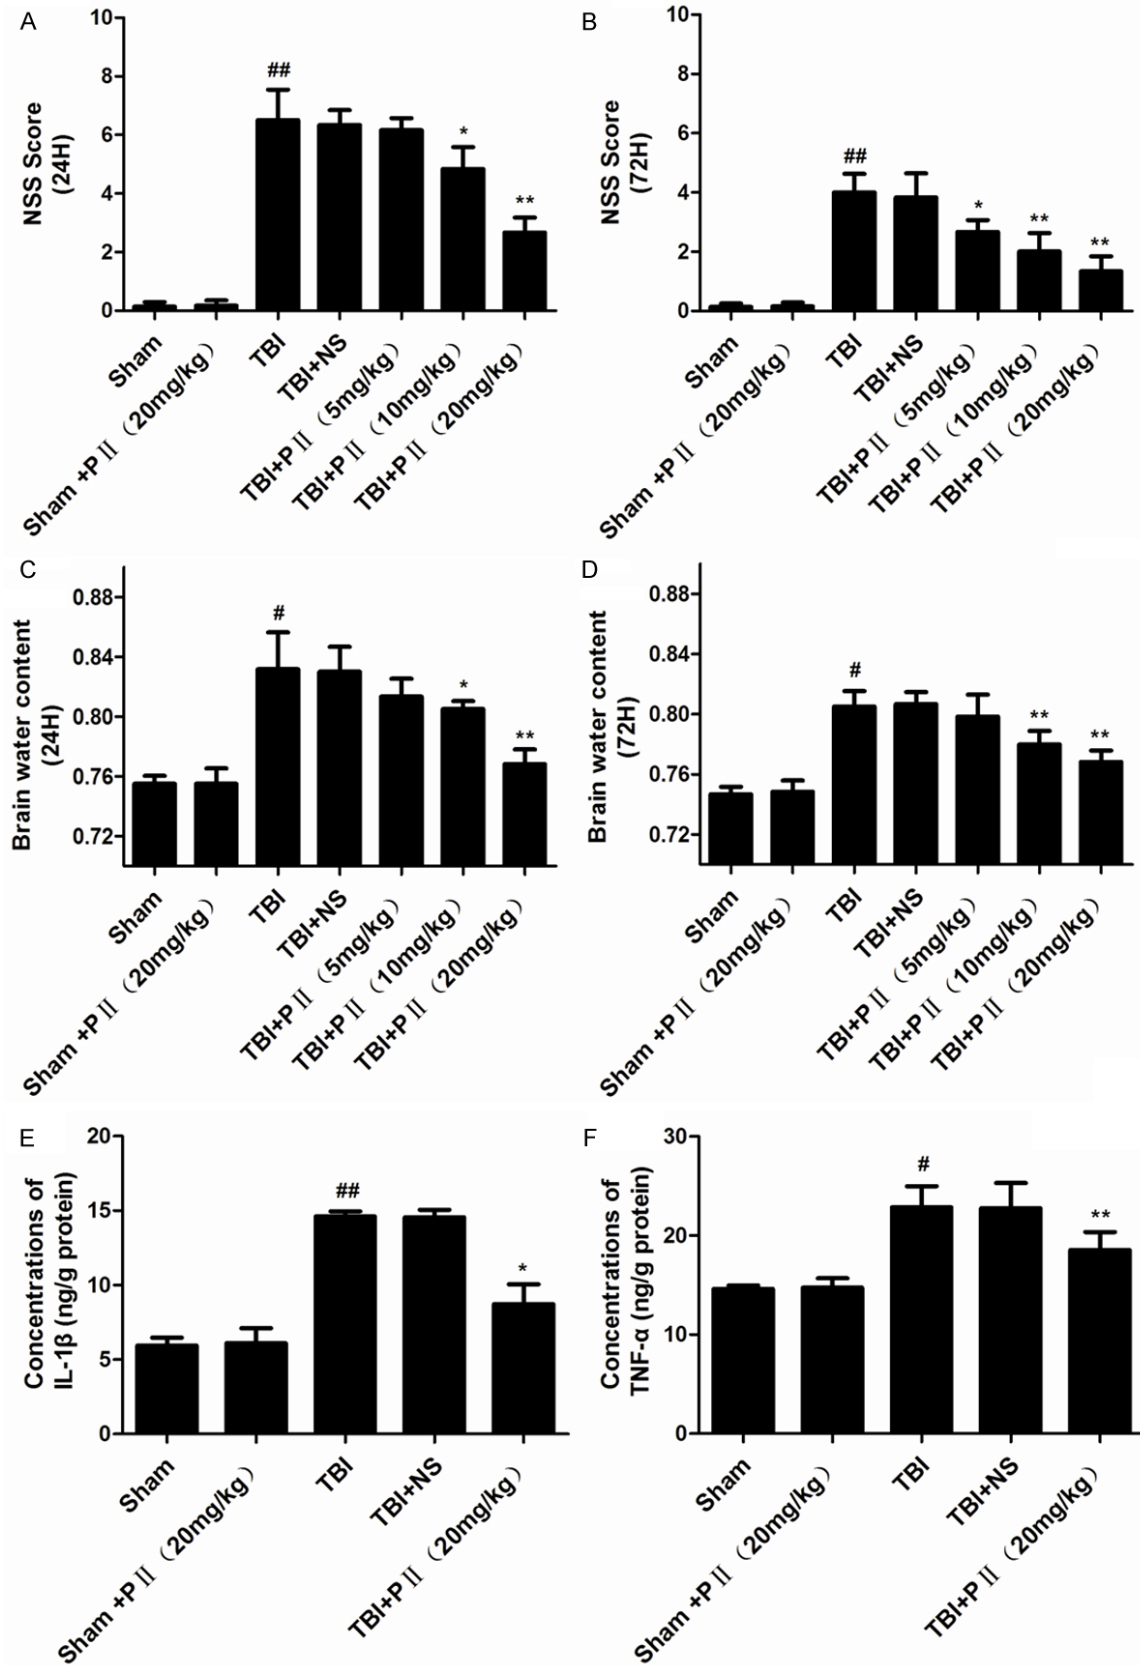 A
NSS Score
(24H)
10
8
6
4
2
0
##
*
**
Sham
Sham +PⅡ（20mg/kg）
TBI
TBI+NS
TBI+PⅡ（5mg/kg）
TBI+PⅡ（10mg/kg）
TBI+PⅡ（20mg/kg）
B
NSS Score
(72H)
10
8
6
4
2
0
##
*
**
**
Sham
Sham +PⅡ（20mg/kg）
TBI
TBI+NS
TBI+PⅡ（5mg/kg）
TBI+PⅡ（10mg/kg）
TBI+PⅡ（20mg/kg）
C
Brain water content
(24H)
0.88
0.84
0.80
0.76
0.72
#
*
**
Sham
Sham +PⅡ（20mg/kg）
TBI
TBI+NS
TBI+PⅡ（5mg/kg）
TBI+PⅡ（10mg/kg）
TBI+PⅡ（20mg/kg）
D
Brain water content
(72H)
0.88
0.84
0.80
0.76
0.72
#
**
**
Sham
Sham +PⅡ（20mg/kg）
TBI
TBI+NS
TBI+PⅡ（5mg/kg）
TBI+PⅡ（10mg/kg）
TBI+PⅡ（20mg/kg）
E
Concentrations of
IL-1β (ng/g protein)
20
15
10
5
0
##
*
Sham
Sham +PⅡ（20mg/kg）
TBI
TBI+NS
TBI+PⅡ（20mg/kg）
F
Concentrations of
TNF-α (ng/g protein)
30
20
10
0
#
**
Sham
Sham +PⅡ（20mg/kg）
TBI
TBI+NS
TBI+PⅡ（20mg/kg）